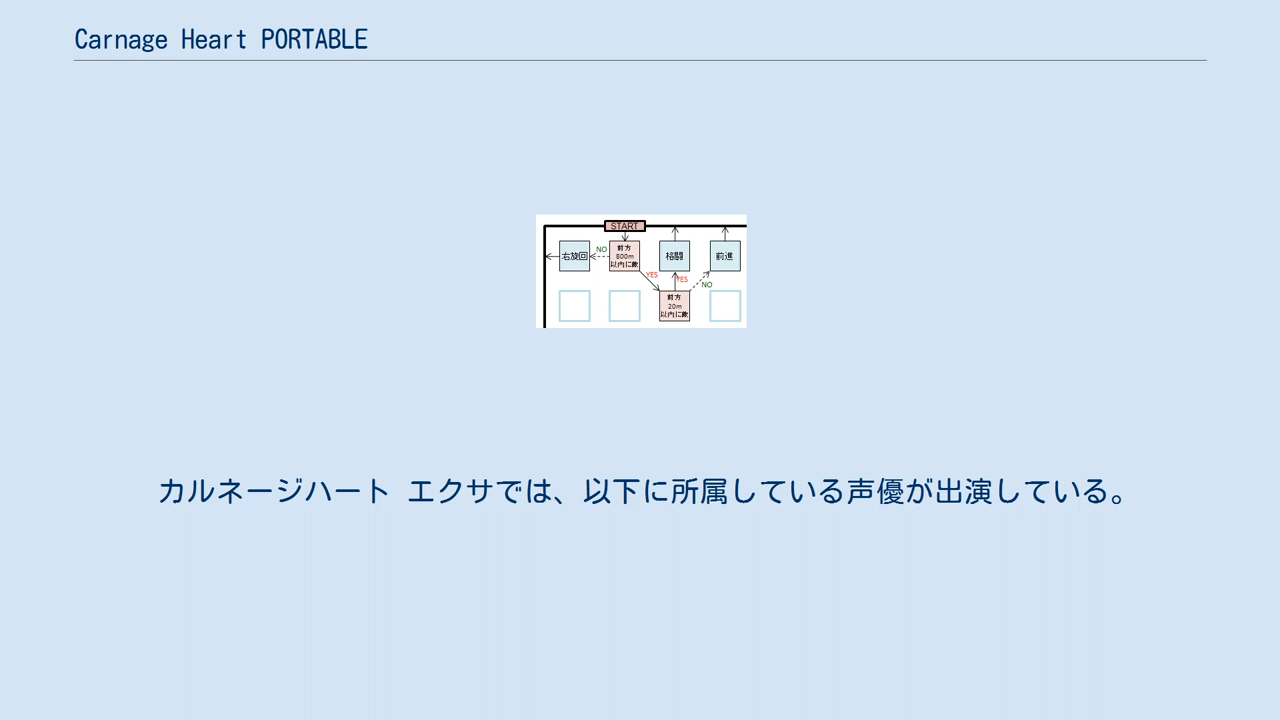 Carnage Heart PORTABLE
START
右旋回
NO
前方
800m
以内に敵
格闘
前進
YES
YES
NO
前方
20m
以内に敵
カルネージハート エクサでは、以下に所属している声優が出演している。